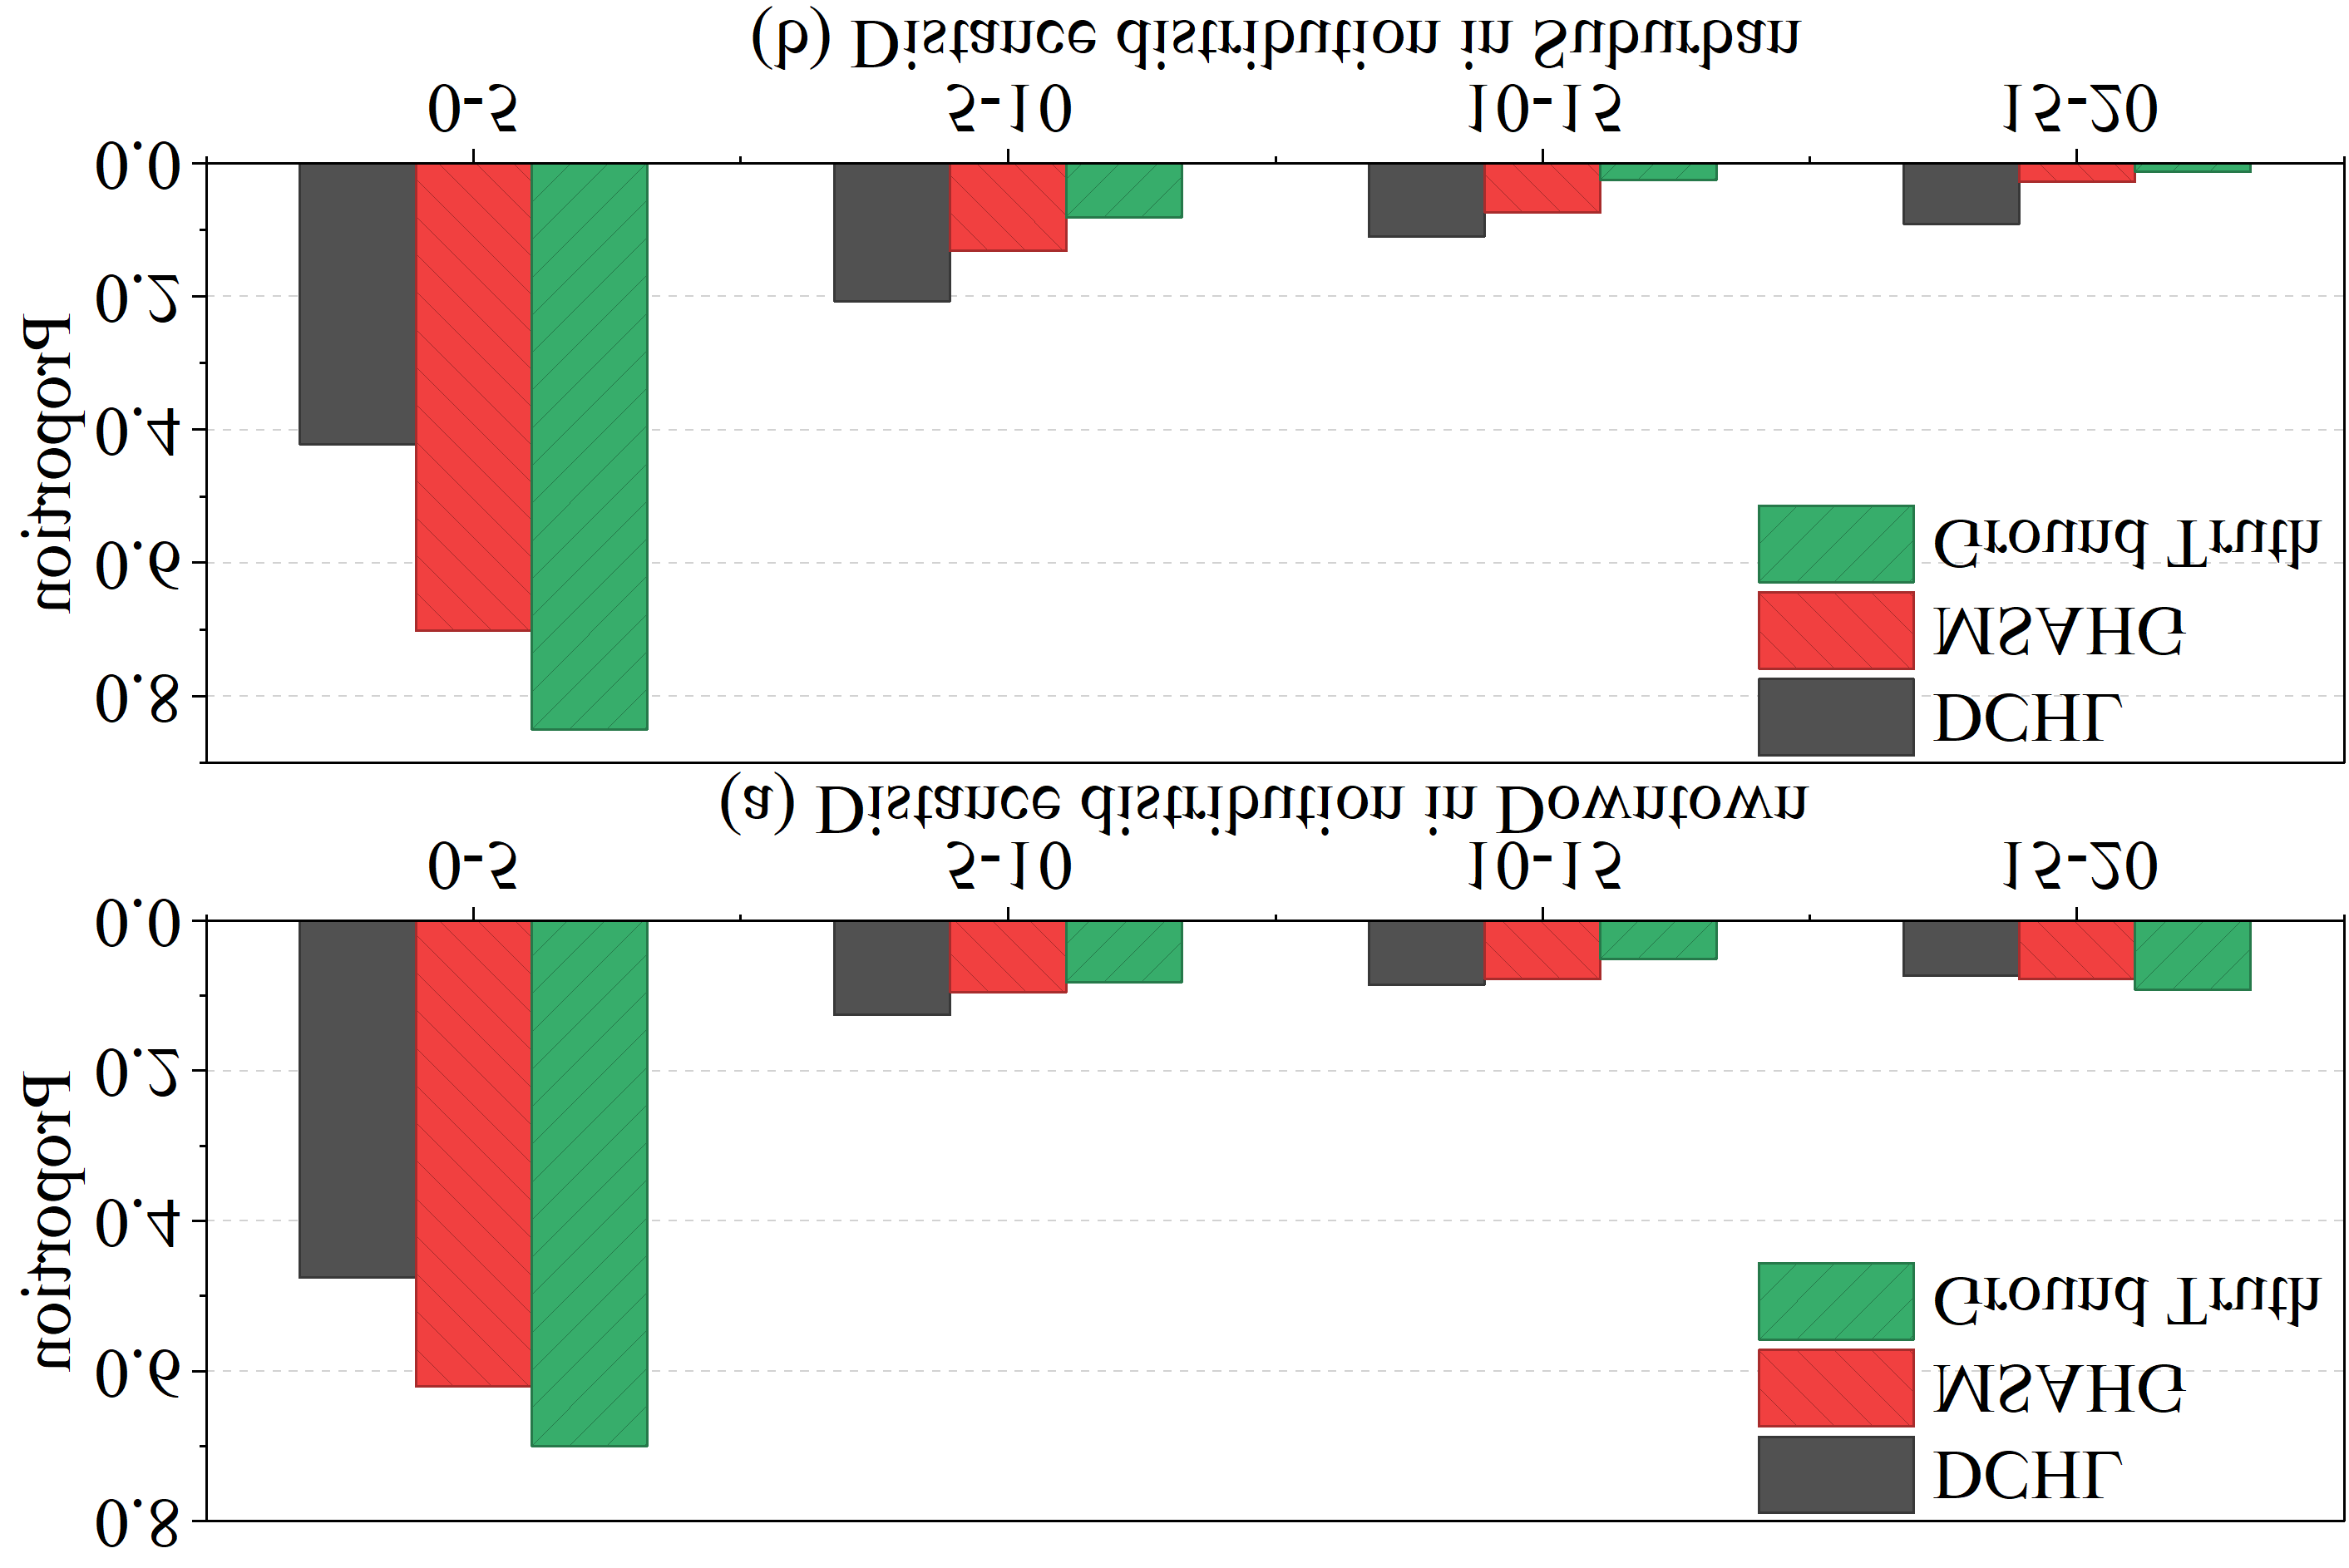 0.8
0.6
0.4
0.2
0.0
Proportion
DCHL
MSAHG
Ground Truth
0-5 5-10 10-15 15-20
(a) Distance distribution in Downtown
0.8
0.6
0.4
0.2
0.0
Proportion
DCHL
MSAHG
Ground Truth
0-5 5-10 10-15 15-20
(b) Distance distribution in Suburban